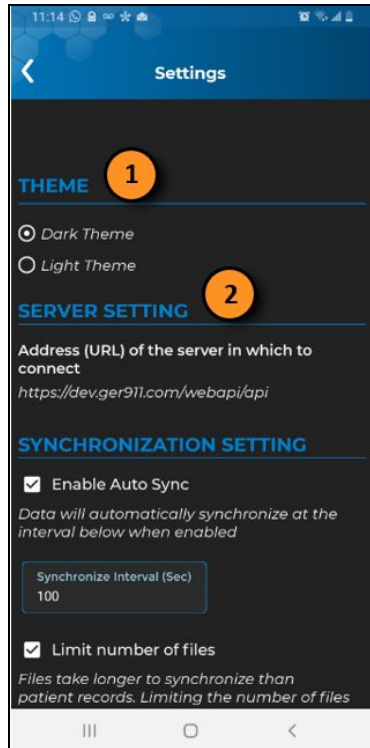 11:14
Settings
THEME 1
Dark Theme
Light Theme
2
SERVER SETTING
Address (URL) of the server in which to
connect
https://dev.ger911.com/webapi/api
SYNCHRONIZATION SETTING
Enable Auto Sync
Data will automatically synchronize at the
interval below when enabled
Synchronize Interval (Sec)
100
Limit number of files
Files take longer to synchronize than
patient records. Limiting the number of files